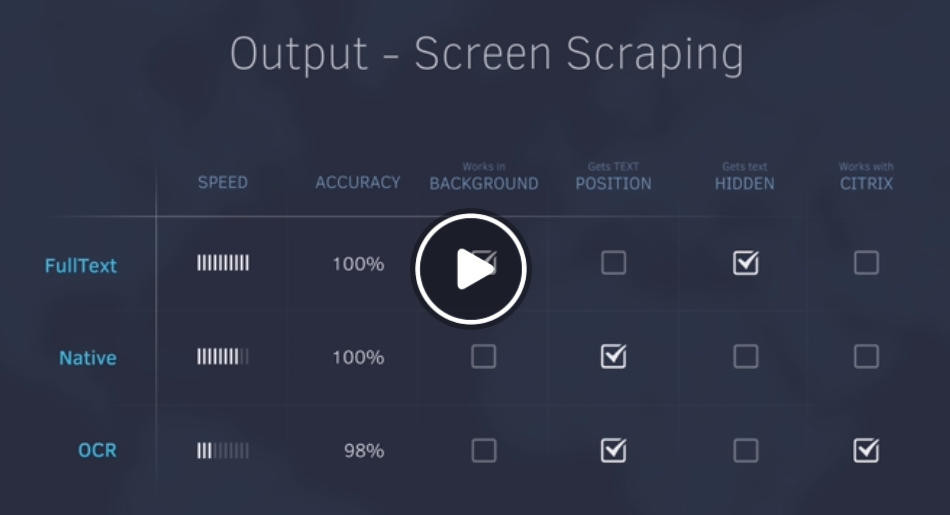 Output – Screen Scraping
SPEED ACCURACY Works in BACKGROUND Gets TEXT POSITION Gets text HIDDEN Works with CITRIX
FullText 100%
Native 100%
OCR 98%